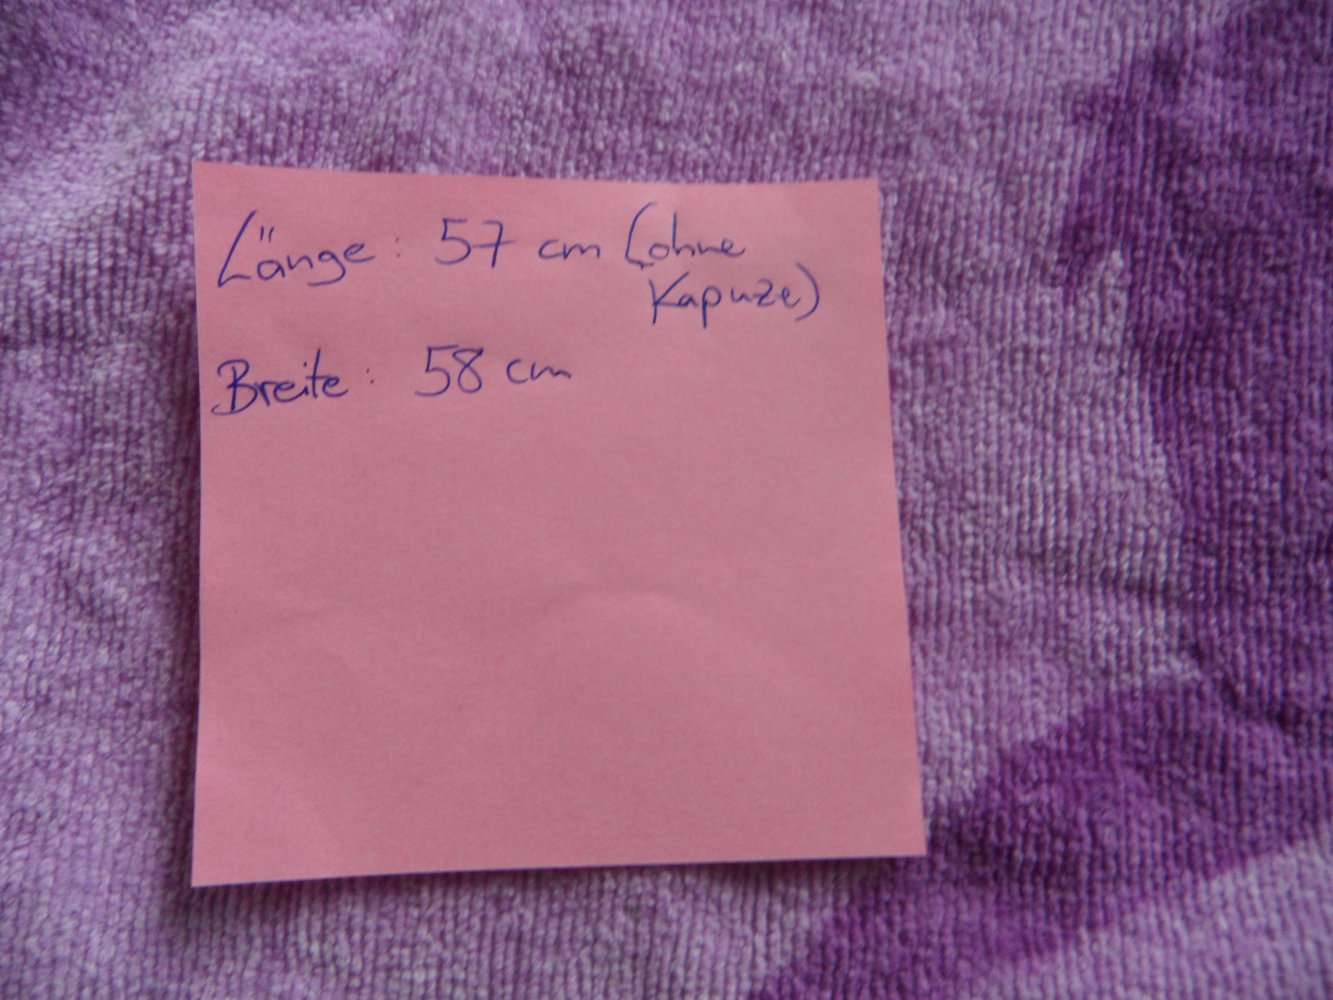 Länge: 57 cm (ohne
Kapuze)
Breite: 58 cm